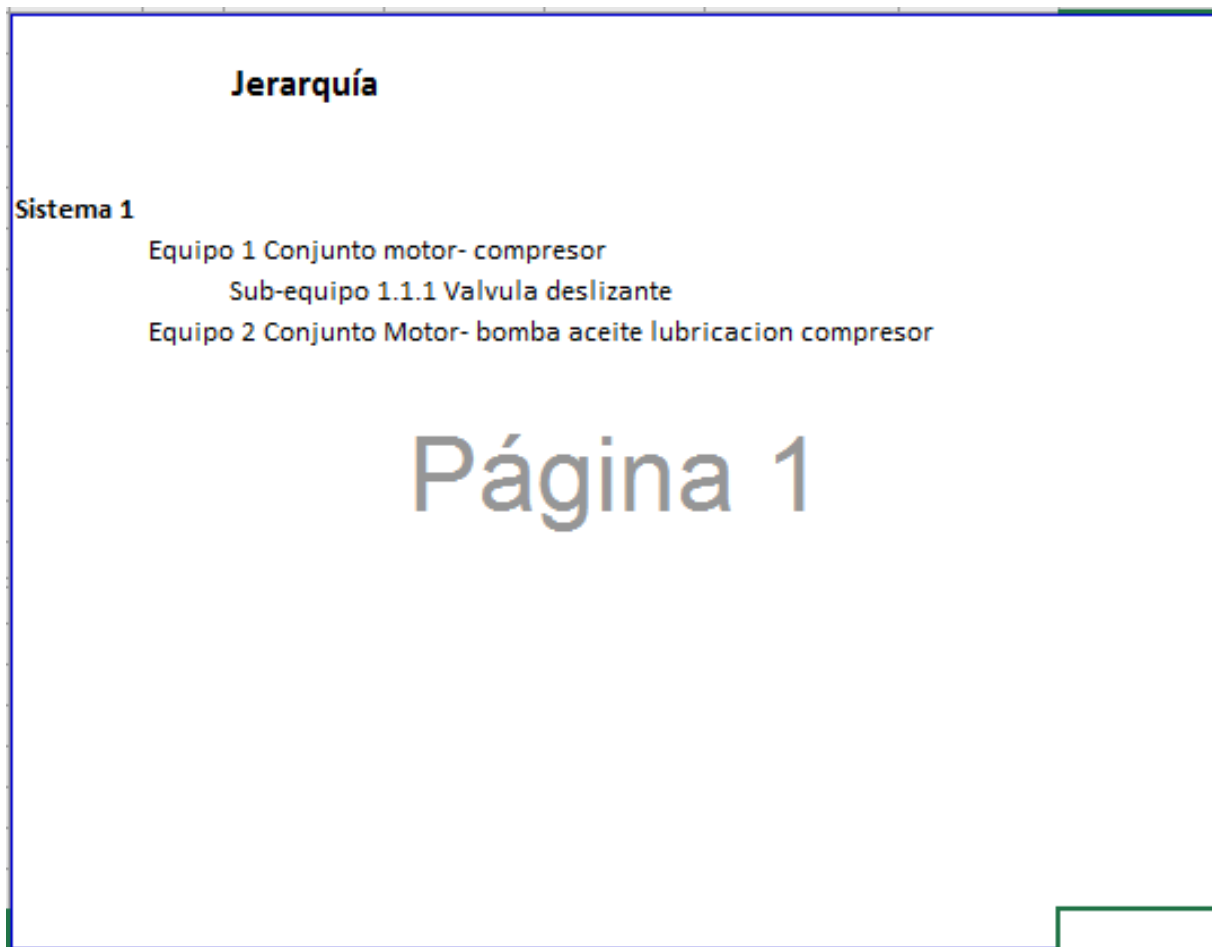 Jerarquía
Sistema 1
Equipo 1 Conjunto motor- compresor
Sub-equipo 1.1.1 Valvula deslizante
Equipo 2 Conjunto Motor- bomba aceite lubricacion compresor
Página 1